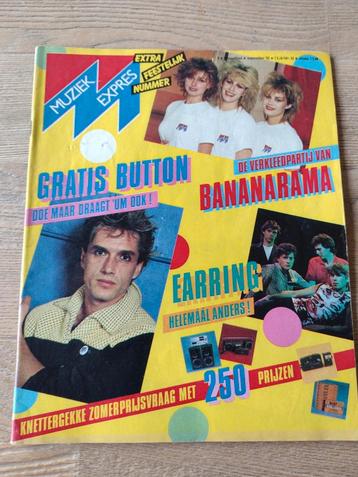 MUZIEK
EXPRES
EXTRA
FEESTELIJK
NUMMER
GRATIS BUTTON
DOE MAAR DRAAGT 'UM OOK!
DE VERKLEEDPARTIJ VAN
BANANARAMA
EARRING
HELEMÁÁL ANDERS!
KNETTERGEKKE ZOMERPRIJSVRAAG MET 250 PRIJZEN